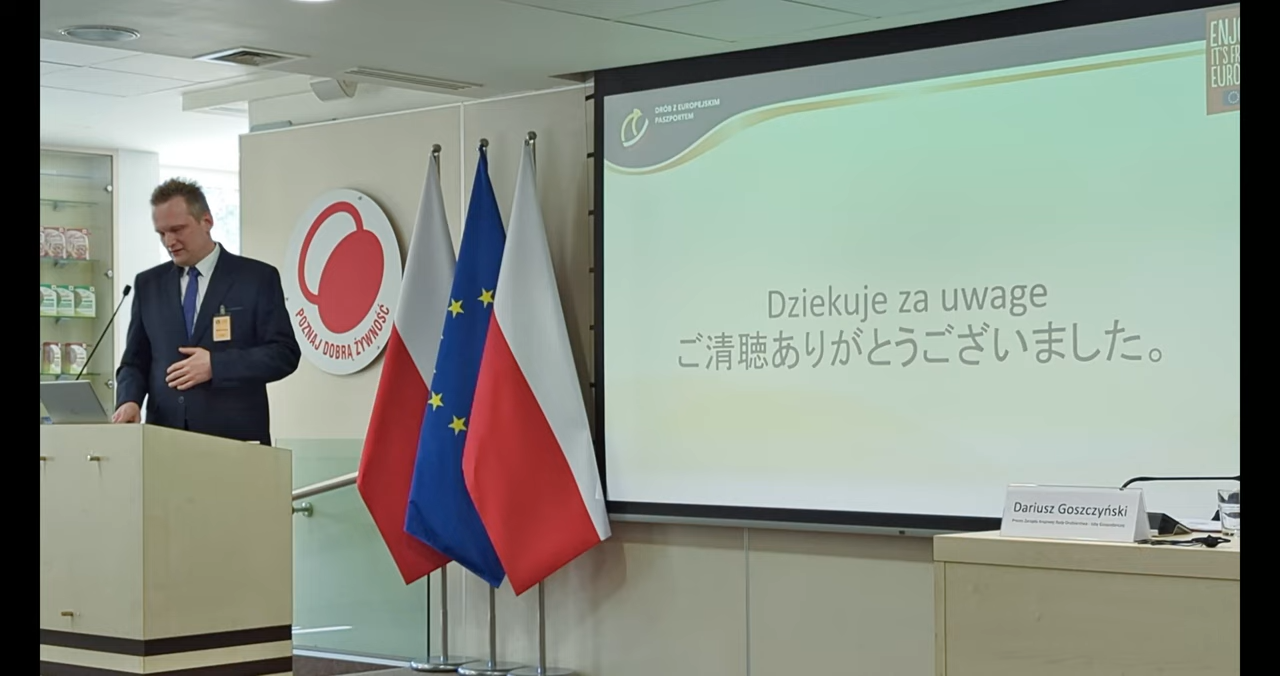 ENJO
IT'S FR
EURO
DRÓB Z EUROPEJSKIM
PASZPORTEM
POZNAJ DOBRĄ ŻYWNOŚĆ
Dziekuje za uwage
ご清聴ありがとうございました。
Dariusz Goszczyński